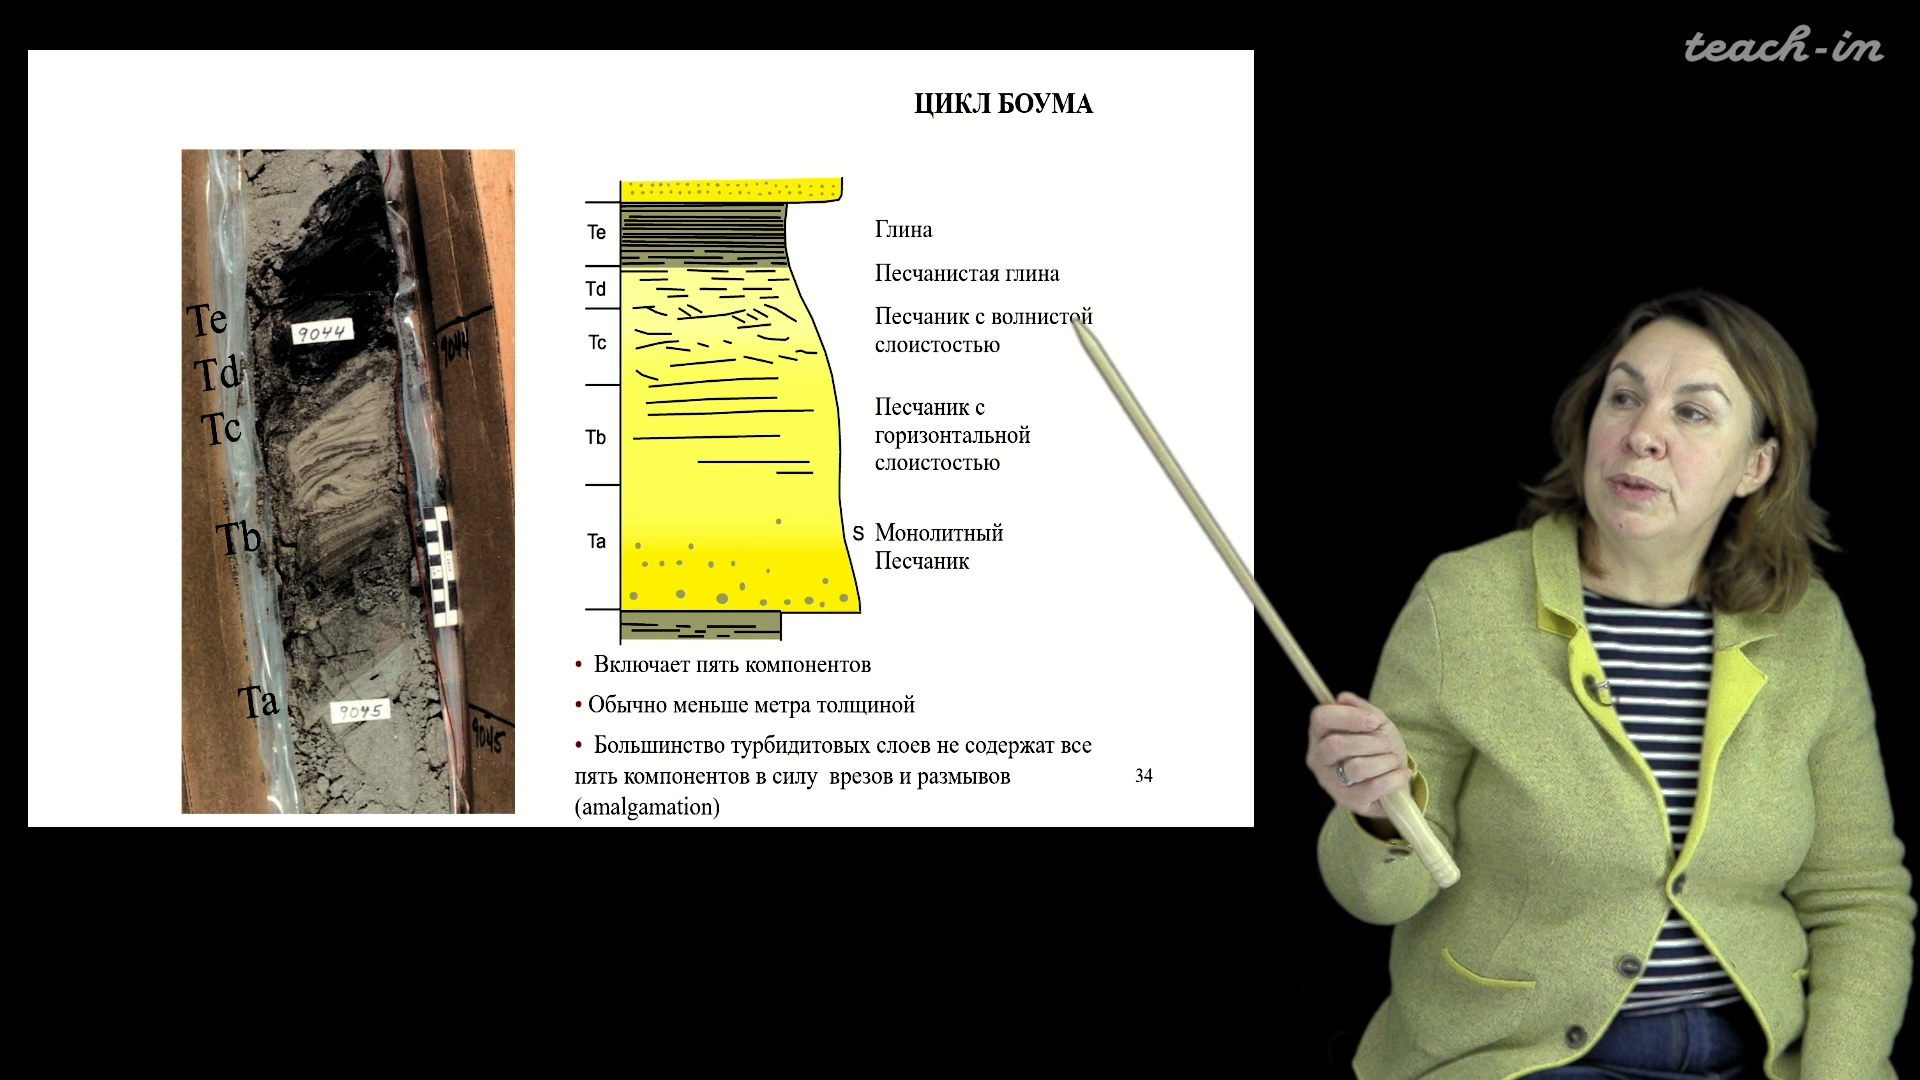 teach-in
ЦИКЛ БОУМА
Te
Td
Tc
Tb
Ta
9044
9044
9045
9045
Te
Td
Tc
Tb
Ta
Глина
Песчанистая глина
Песчаник с волнистой
слоистостью
Песчаник с
горизонтальной
слоистостью
S Монолитный
Песчаник
• Включает пять компонентов
• Обычно меньше метра толщиной
• Большинство турбидитовых слоев не содержат все
пять компонентов в силу врезов и размывов
(amalgamation)
34